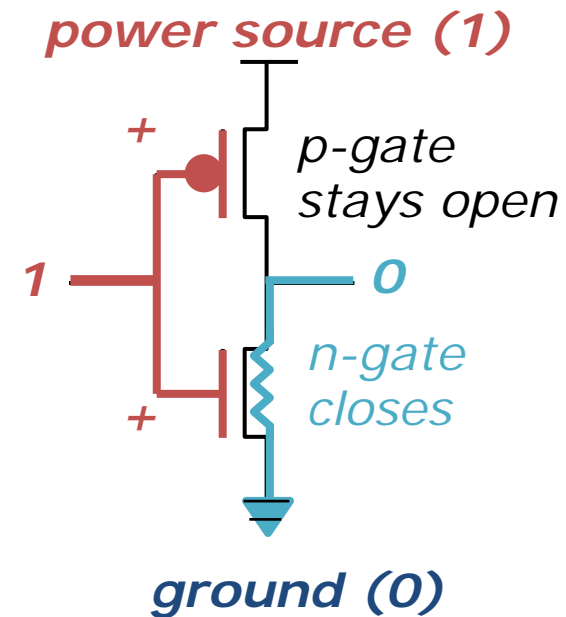 power source (1)
+
p-gate
stays open
1
0
n-gate
closes
+
ground (0)